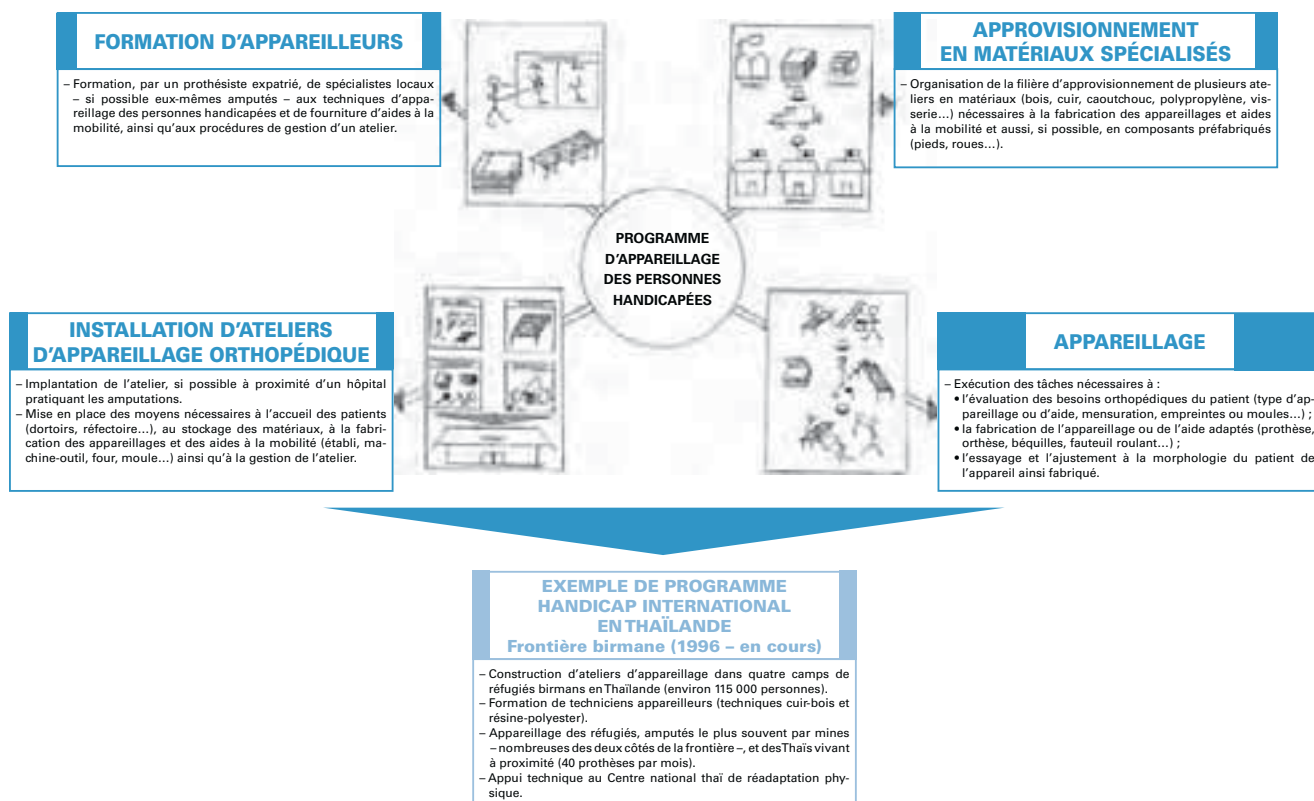 FORMATION D'APPAREILLEURS
– Formation, par un prothésiste expatrié, de spécialistes locaux
– si possible eux-mêmes amputés – aux techniques d'appa-
reillage des personnes handicapées et de fourniture d'aides à la
mobilité, ainsi qu'aux procédures de gestion d'un atelier.
APPROVISIONNEMENT
EN MATÉRIAUX SPÉCIALISÉS
– Organisation de la filière d'approvisionnement de plusieurs ate-
liers en matériaux (bois, cuir, caoutchouc, polypropylène, vis-
serie…) nécessaires à la fabrication des appareillages et aides
à la mobilité et aussi, si possible, en composants préfabriqués
(pieds, roues…).
PROGRAMME
D'APPAREILLAGE
DES PERSONNES
HANDICAPÉES
INSTALLATION D'ATELIERS
D'APPAREILLAGE ORTHOPÉDIQUE
– Implantation de l'atelier, si possible à proximité d'un hôpital
pratiquant les amputations.
– Mise en place des moyens nécessaires à l'accueil des patients
(dortoirs, réfectoire…), au stockage des matériaux, à la fabri-
cation des appareillages et des aides à la mobilité (établi, ma-
chine-outil, four, moule…) ainsi qu'à la gestion de l'atelier.
APPAREILLAGE
– Exécution des tâches nécessaires à :
• l'évaluation des besoins orthopédiques du patient (type d'ap-
pareillage ou d'aide, mensuration, empreintes ou moules…) ;
• la fabrication de l'appareillage ou de l'aide adaptés (prothèse,
orthèse, béquilles, fauteuil roulant…) ;
• l'essayage et l'ajustement à la morphologie du patient de
l'appareil ainsi fabriqué.
EXEMPLE DE PROGRAMME
HANDICAP INTERNATIONAL
EN THAÏLANDE
Frontière birmane (1996 – en cours)
– Construction d'ateliers d'appareillage dans quatre camps de
réfugiés birmans en Thaïlande (environ 115 000 personnes).
– Formation de techniciens appareilleurs (techniques cuir-bois et
résine-polyester).
– Appareillage des réfugiés, amputés le plus souvent par mines
– nombreuses des deux côtés de la frontière –, et des Thaïs vivant
à proximité (40 prothèses par mois).
– Appui technique au Centre national thaï de réadaptation phy-
sique.